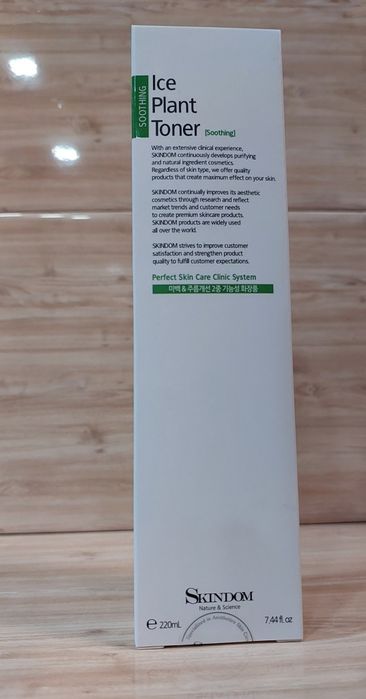 SOOTHING
Ice
Plant
Toner [Soothing]
With an extensive clinical experience,
SKINDOM continuously develops purifying
and natural ingredient cosmetics.
Regardless of skin type, we offer quality
products that create maximum effect on your skin.
SKINDOM continually improves its aesthetic
cosmetics through research and reflect
market trends and customer needs
to create premium skincare products.
SKINDOM products are widely used
all over the world.
SKINDOM strives to improve customer
satisfaction and strengthen product
quality to fulfill customer expectations.
Perfect Skin Care Clinic System
미백 & 주름개선 2중 기능성 화장품
SKINDOM
Nature & Science
e 220mL 7.44 fl. oz
Specialized in Aesthetic Skin